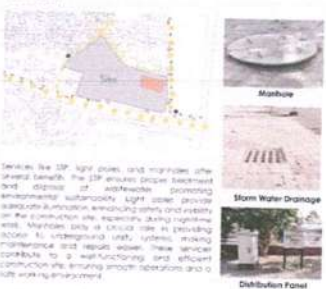 Site
Services like STP, light poles, and manholes offer
several benefits. The STP ensures proper treatment
and disposal of wastewater, promoting
environmental sustainability. Light poles provide
adequate illumination, enhancing safety and visibility
on the construction site, especially during nighttime
work. Manholes play a crucial role in providing
access to underground utility systems, making
maintenance and repairs easier. These services
contribute to a well-functioning and efficient
construction site, ensuring smooth operations and a
safe working environment.
Manhole
Storm Water Drainage
Distribution Panel